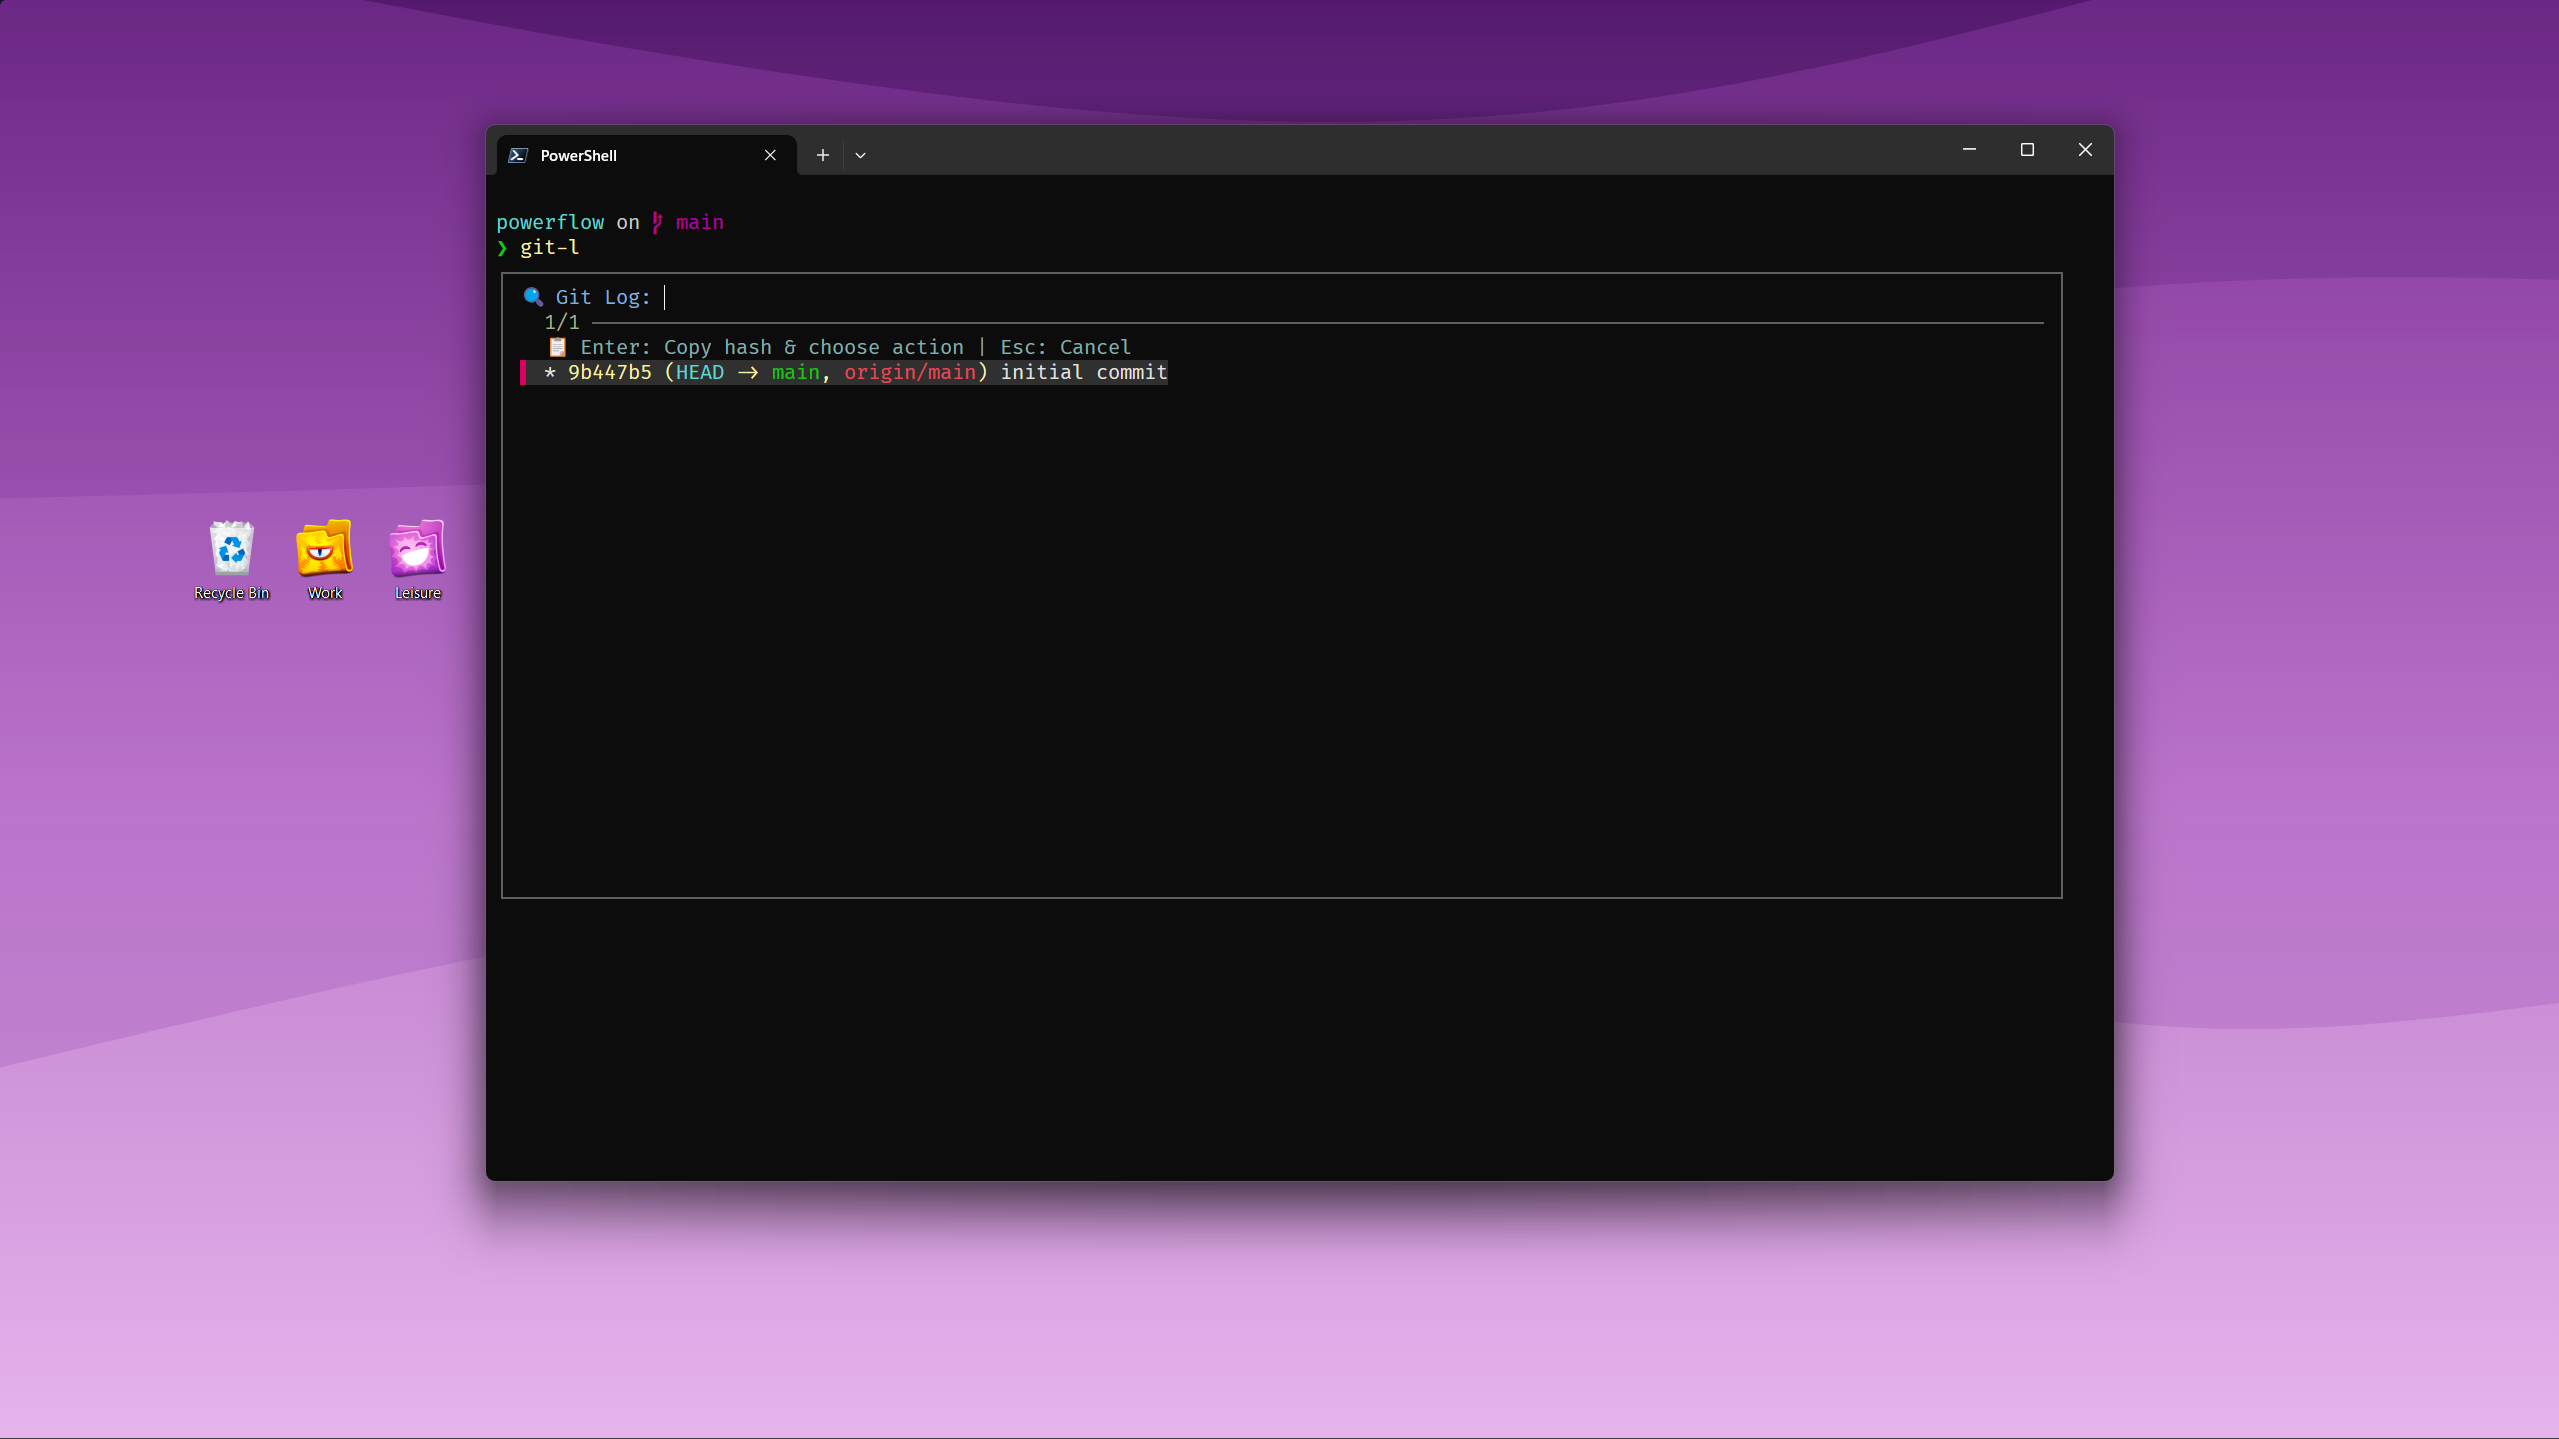 PowerShell
powerflow on main
❯ git-l
🔍 Git Log:
1/1
📋 Enter: Copy hash & choose action | Esc: Cancel
* 9b447b5 (HEAD -> main, origin/main) initial commit
Recycle Bin
Work
Leisure